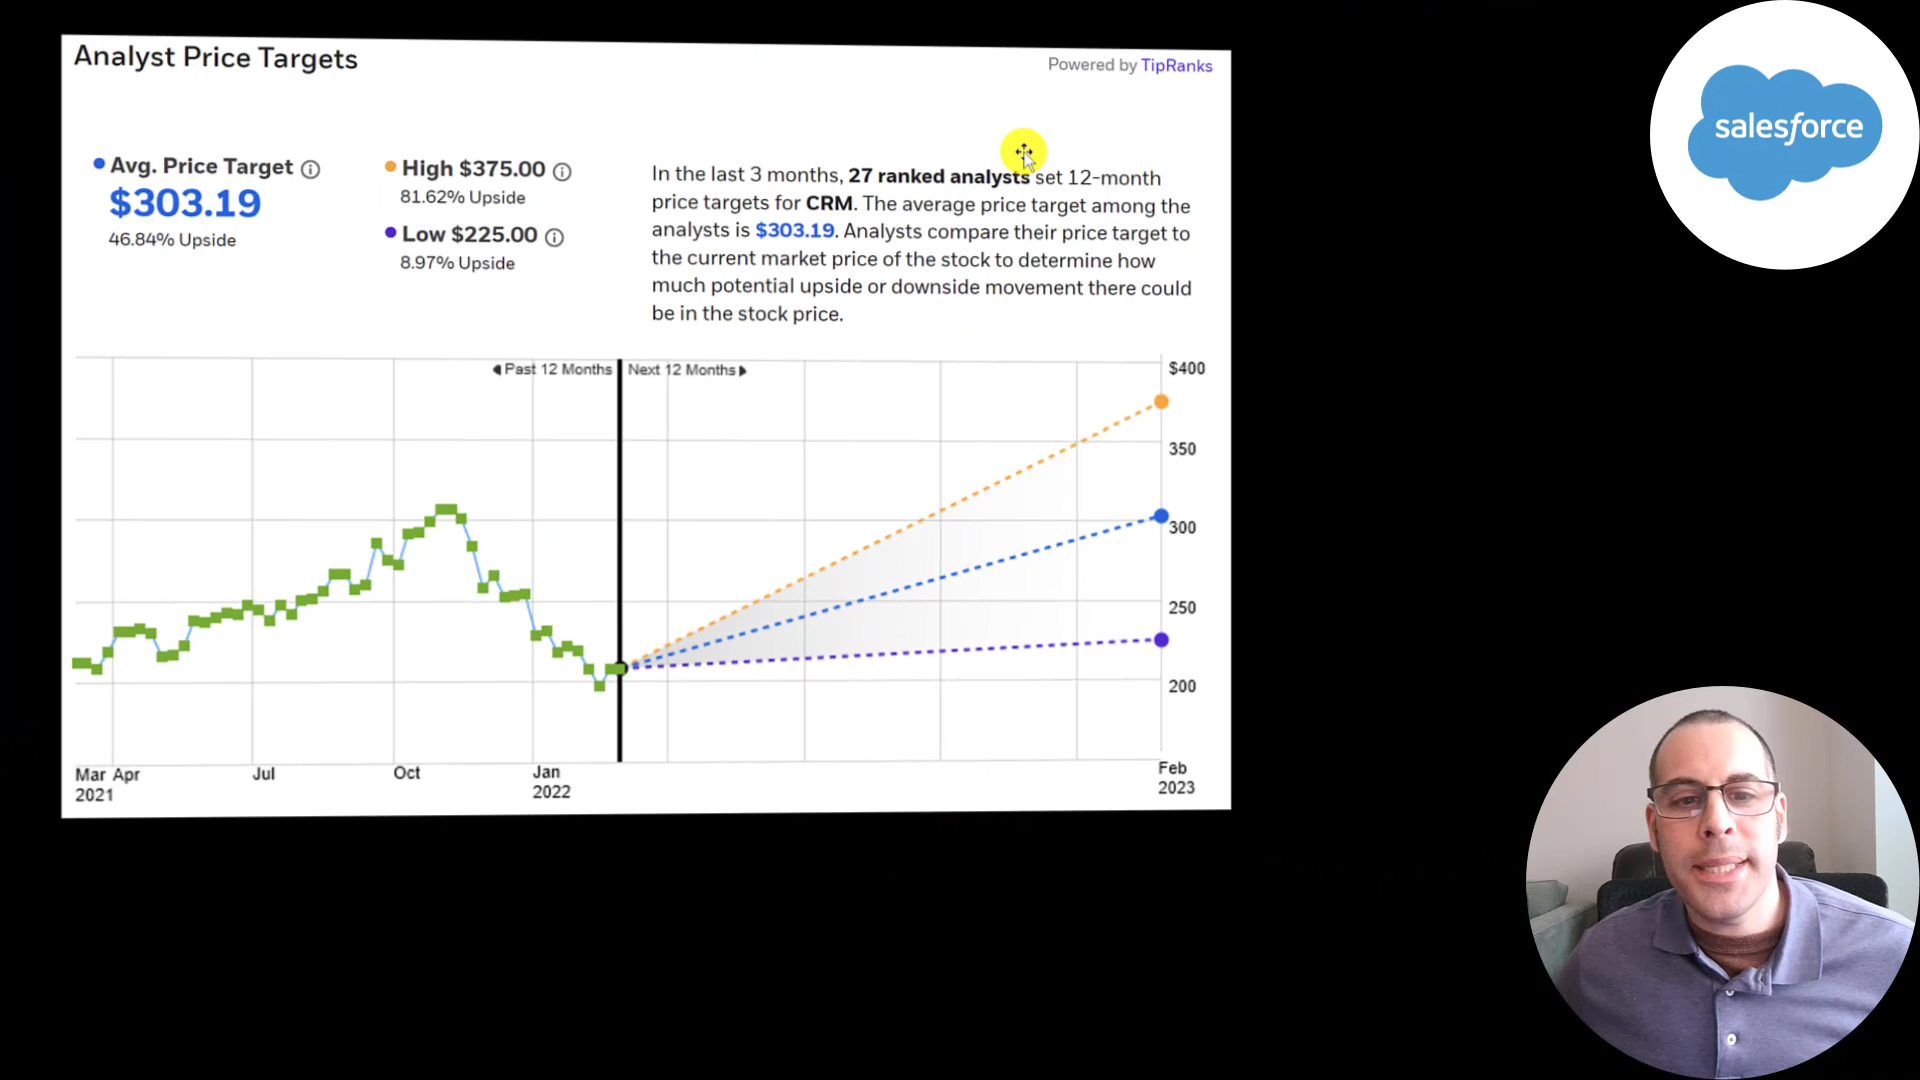 Analyst Price Targets
Powered by TipRanks
salesforce
Avg. Price Target
$303.19
46.84% Upside
High $375.00
81.62% Upside
Low $225.00
8.97% Upside
In the last 3 months, 27 ranked analysts set 12-month
price targets for CRM. The average price target among the
analysts is $303.19. Analysts compare their price target to
the current market price of the stock to determine how
much potential upside or downside movement there could
be in the stock price.
Past 12 Months
Next 12 Months
$400
350
300
250
200
Mar Apr Jul Oct Jan Feb
2021 2022 2023